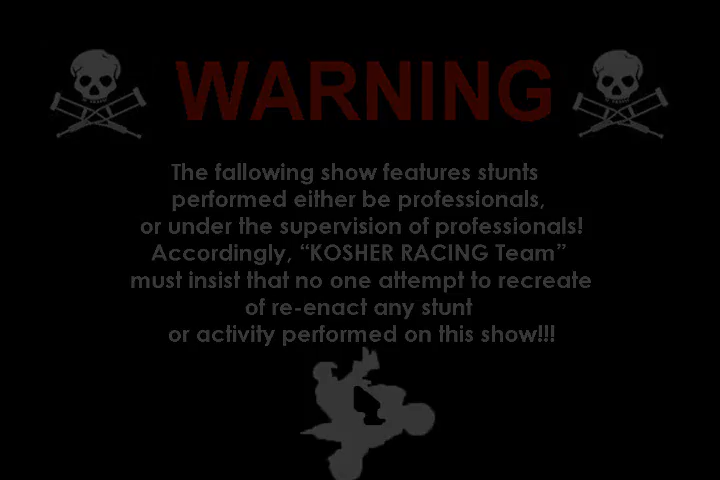 WARNING
The fallowing show features stunts
performed either be professionals,
or under the supervision of professionals!
Accordingly, “KOSHER RACING Team”
must insist that no one attempt to recreate
of re-enact any stunt
or activity performed on this show!!!